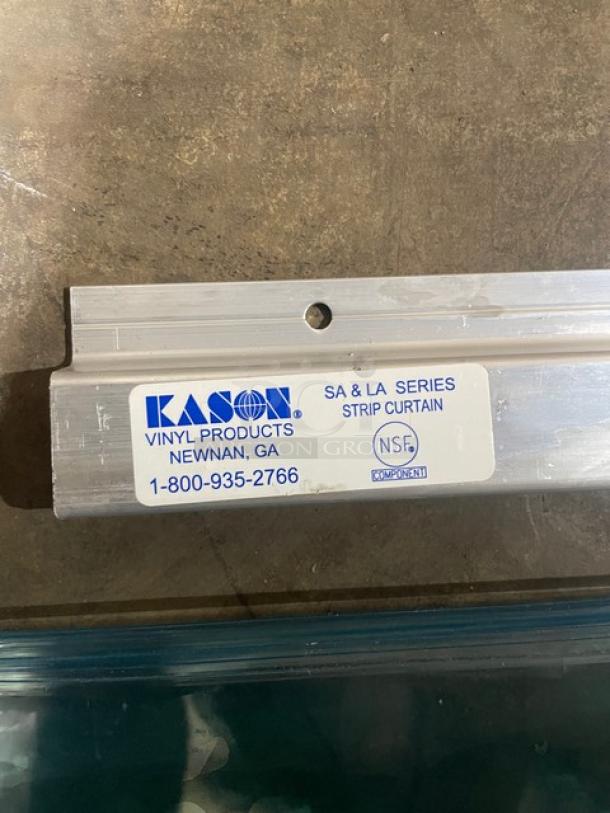 KASON®
VINYL PRODUCTS
NEWNAN, GA
1-800-935-2766
SA & LA SERIES
STRIP CURTAIN
NSF®
COMPONENT